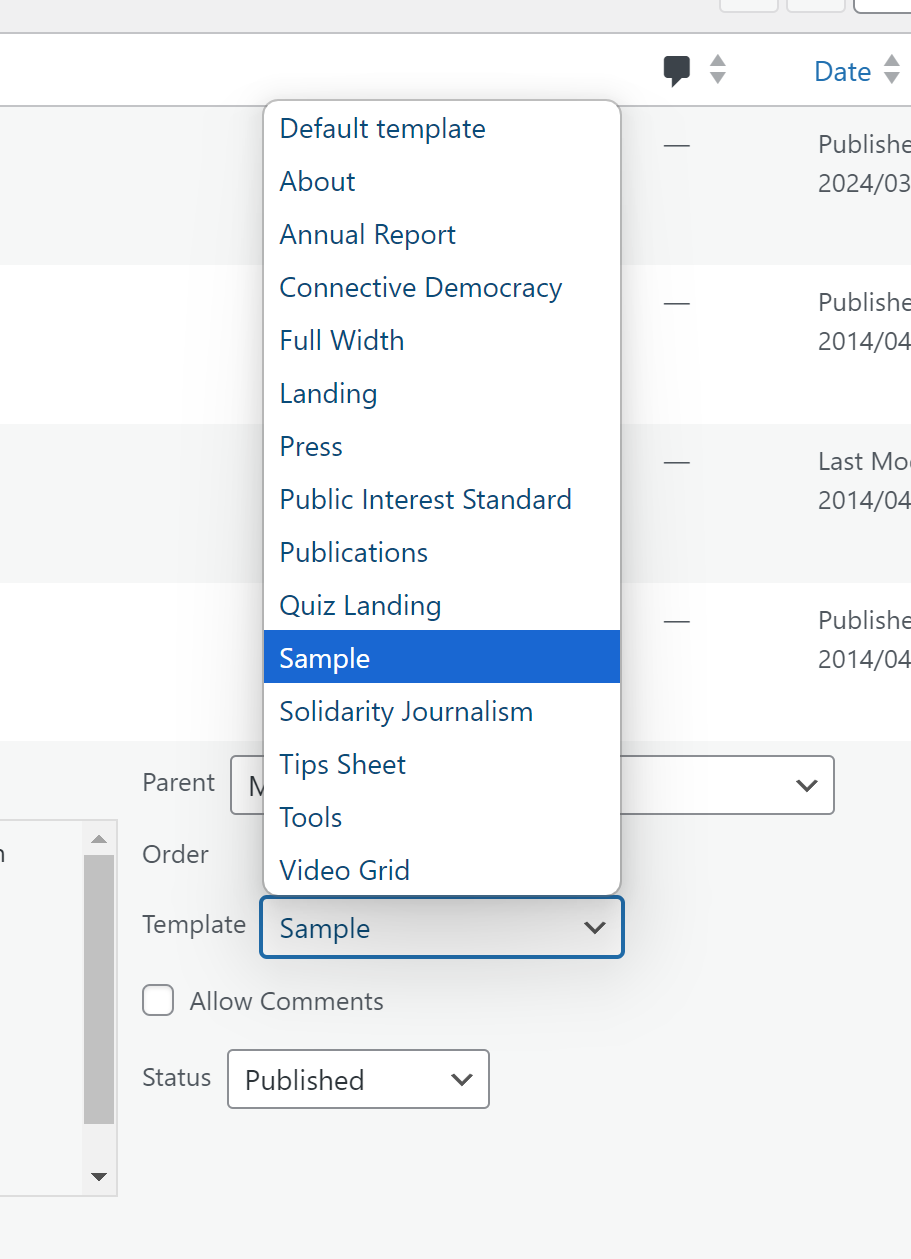 Date
Default template
About
Annual Report
Connective Democracy
Full Width
Landing
Press
Public Interest Standard
Publications
Quiz Landing
Sample
Solidarity Journalism
Tips Sheet
Tools
Video Grid
—
Publishe
2024/03
—
Publishe
2014/04
—
Last Mo
2014/04
—
Publishe
2014/04
Parent M
Order
Template Sample
Allow Comments
Status Published